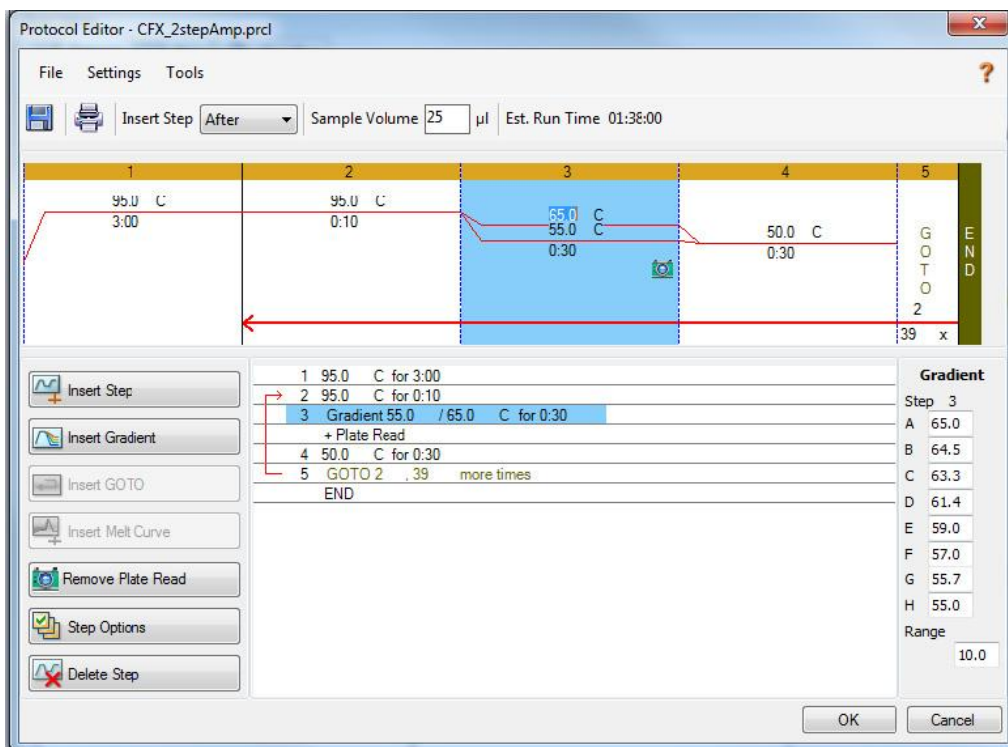 Protocol Editor - CFX_2stepAmp.prcl
x
File Settings Tools
?
Insert Step After Sample Volume 25 µl Est. Run Time 01:38:00
1 2 3 4 5
95.0 C
3:00
95.0 C
0:10
65.0 C
55.0 C
0:30
50.0 C
0:30
G
O
T
O
2
39 x
E
N
D
Insert Step
Insert Gradient
Insert GOTO
Insert Melt Curve
Remove Plate Read
Step Options
Delete Step
1 95.0 C for 3:00
2 95.0 C for 0:10
3 Gradient 55.0 / 65.0 C for 0:30
+ Plate Read
4 50.0 C for 0:30
5 GOTO 2 , 39 more times
END
Gradient
Step 3
A 65.0
B 64.5
C 63.3
D 61.4
E 59.0
F 57.0
G 55.7
H 55.0
Range
10.0
OK Cancel